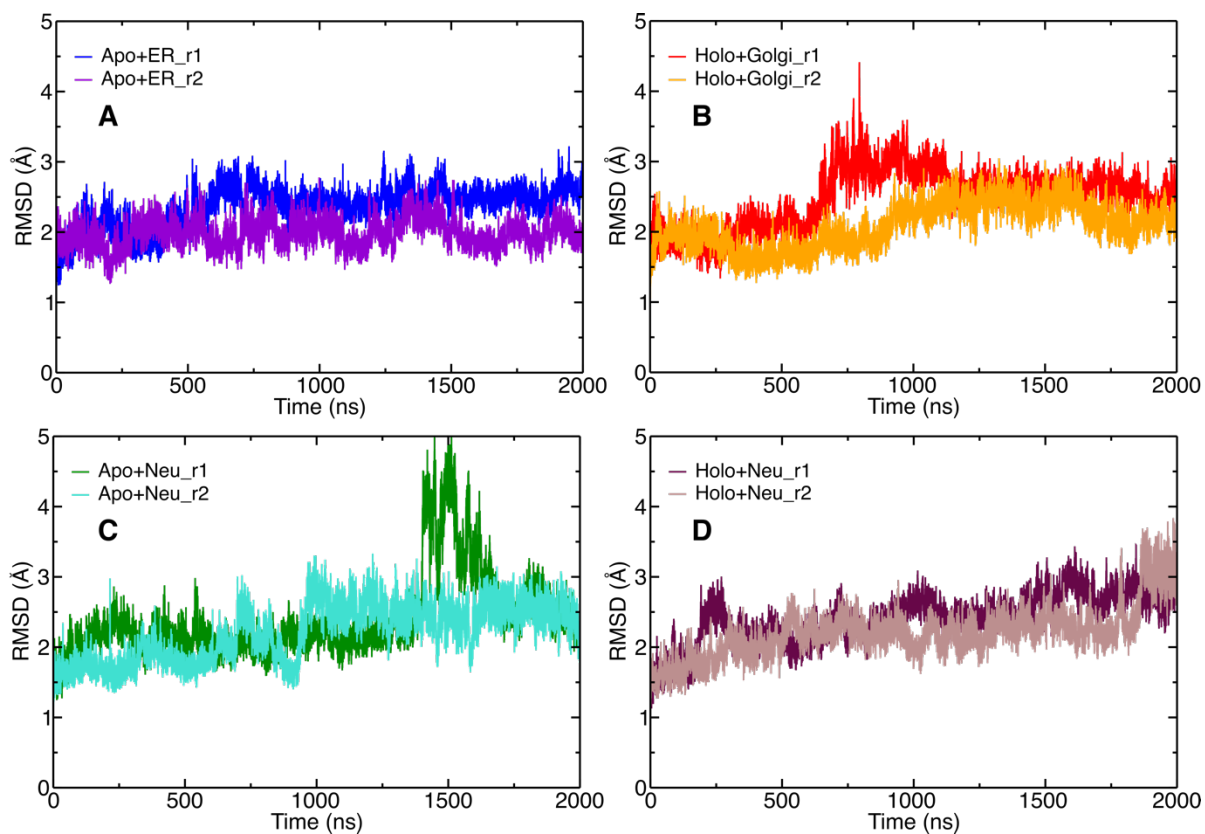 Apo+ER_r1
Apo+ER_r2
A
RMSD (Å)
5
4
3
2
1
0
0 500 1000 1500 2000
Time (ns)
Holo+Golgi_r1
Holo+Golgi_r2
B
RMSD (Å)
5
4
3
2
1
0
0 500 1000 1500 2000
Time (ns)
Apo+Neu_r1
Apo+Neu_r2
C
RMSD (Å)
5
4
3
2
1
0
0 500 1000 1500 2000
Time (ns)
Holo+Neu_r1
Holo+Neu_r2
D
RMSD (Å)
5
4
3
2
1
0
0 500 1000 1500 2000
Time (ns)